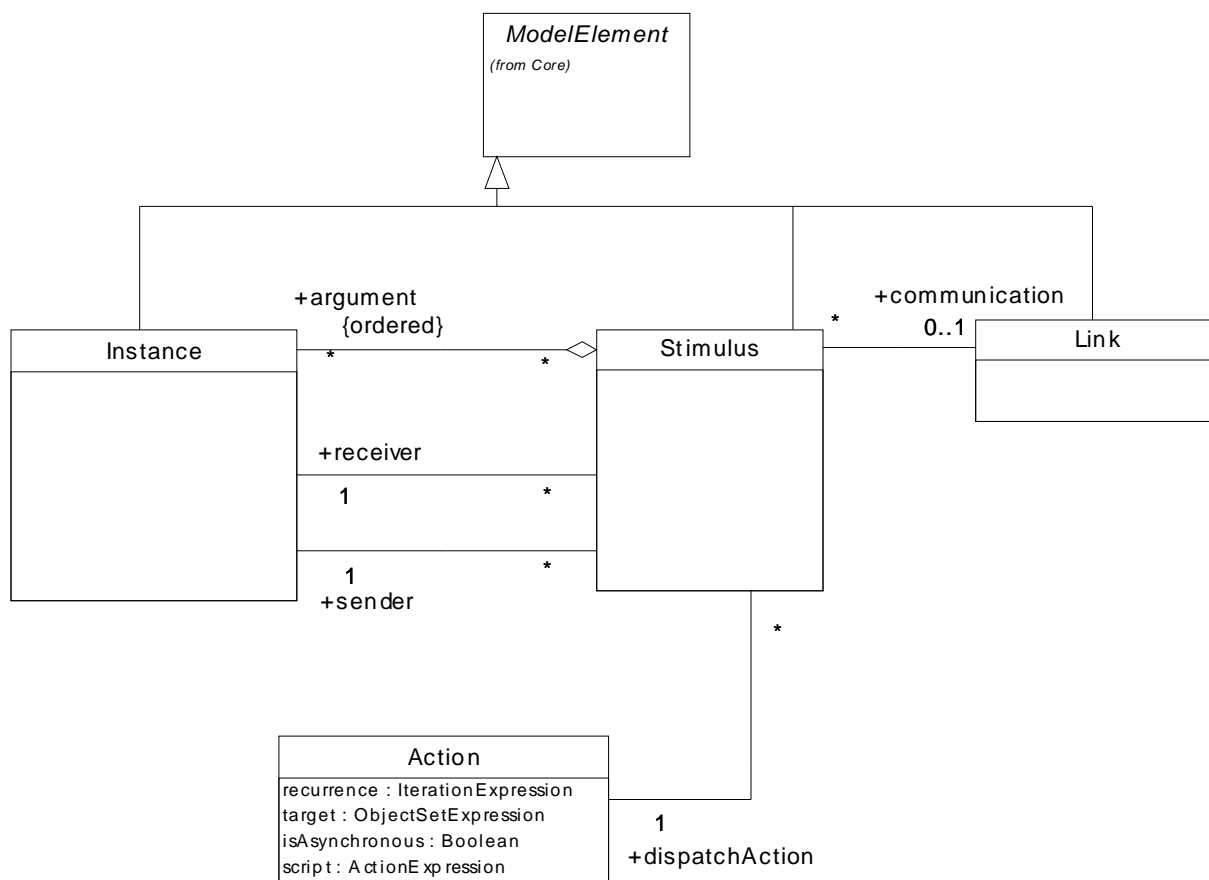 ModelElement
(from Core)
+argument
{ordered}
+communication
*
0..1
Instance
*
*
Stimulus
Link
+receiver
1
*
1
*
+sender
*
Action
recurrence : IterationExpression
target : ObjectSetExpression
isAsynchronous : Boolean
script : ActionExpression
1
+dispatchAction